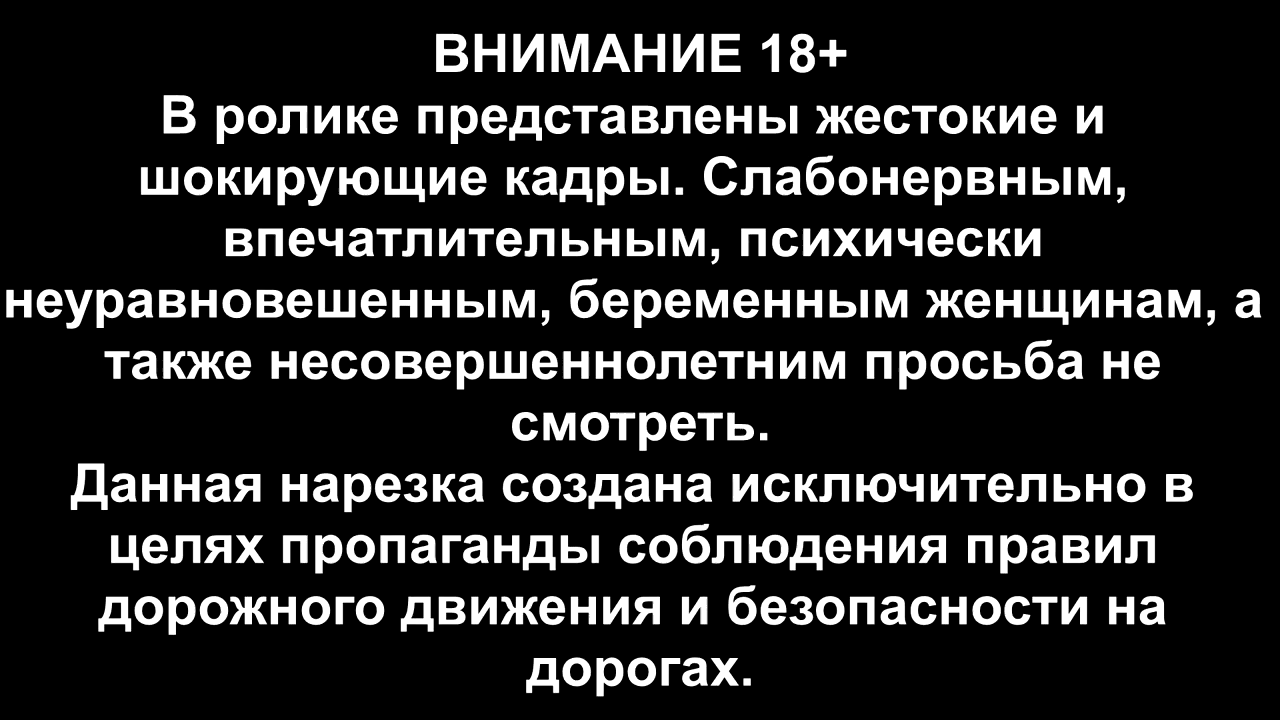 ВНИМАНИЕ 18+
В ролике представлены жестокие и
шокирующие кадры. Слабонервным,
впечатлительным, психически
неуравновешенным, беременным женщинам, а
также несовершеннолетним просьба не
смотреть.
Данная нарезка создана исключительно в
целях пропаганды соблюдения правил
дорожного движения и безопасности на
дорогах.